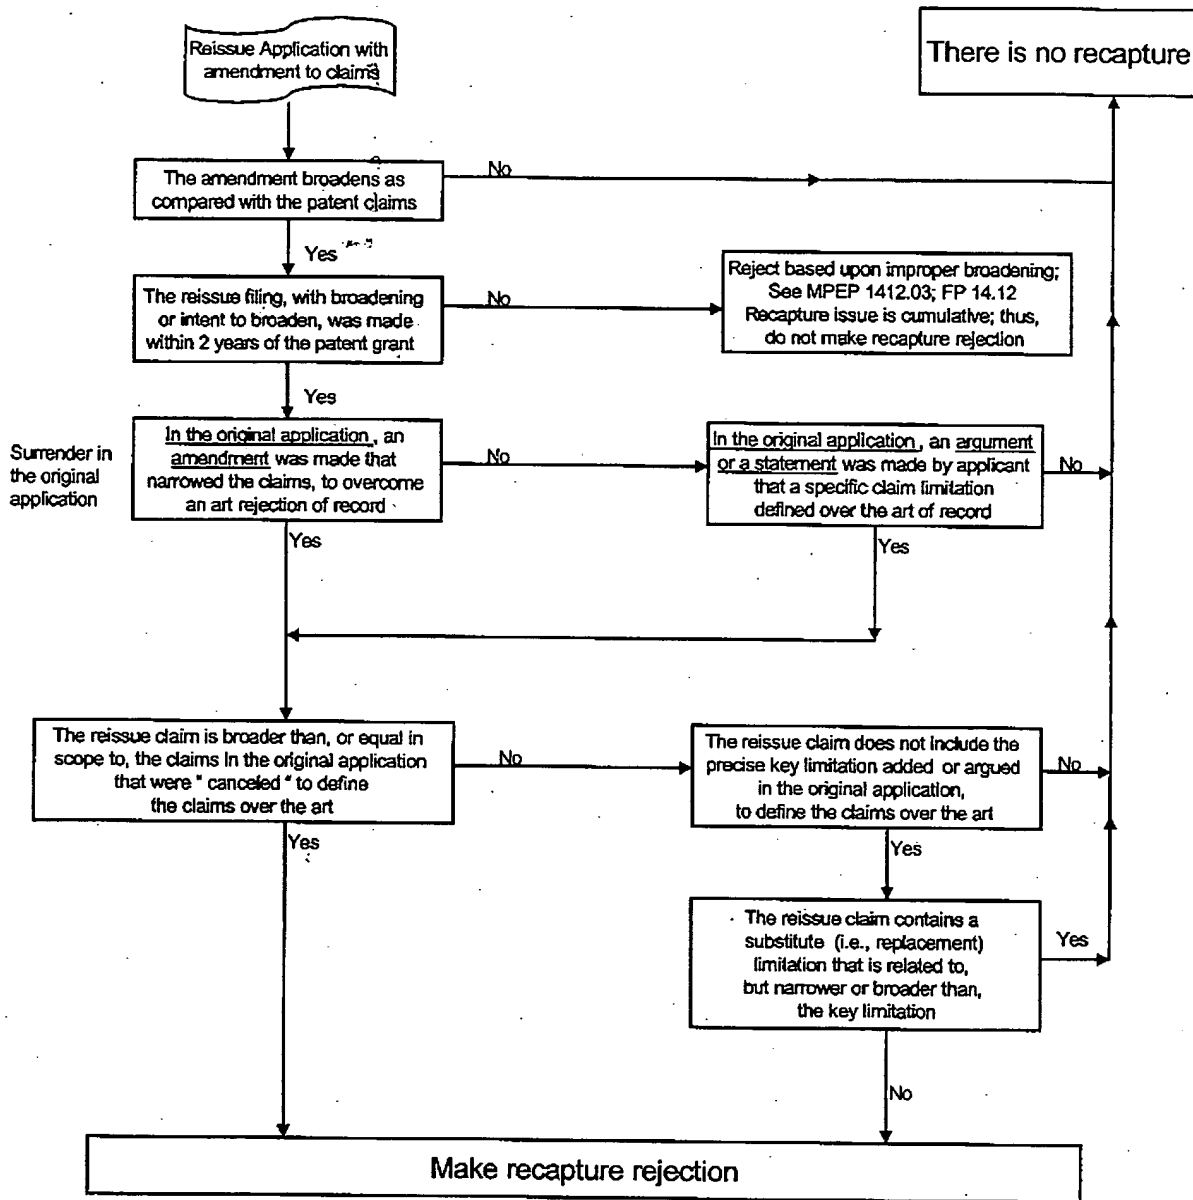 Reissue Application with
amendment to claims
There is no recapture
The amendment broadens as
compared with the patent claims
No
Yes
The reissue filing, with broadening
or intent to broaden, was made
within 2 years of the patent grant
No
Reject based upon improper broadening;
See MPEP 1412.03; FP 14.12
Recapture issue is cumulative; thus,
do not make recapture rejection
Yes
Surrender in
the original
application
In the original application, an
amendment was made that
narrowed the claims, to overcome
an art rejection of record
No
In the original application, an argument
or a statement was made by applicant
that a specific claim limitation
defined over the art of record
No
Yes
Yes
The reissue claim is broader than, or equal in
scope to, the claims in the original application
that were "canceled" to define
the claims over the art
No
The reissue claim does not include the
precise key limitation added or argued
in the original application,
to define the claims over the art
No
Yes
Yes
The reissue claim contains a
substitute (i.e., replacement)
limitation that is related to,
but narrower or broader than,
the key limitation
Yes
No
Make recapture rejection